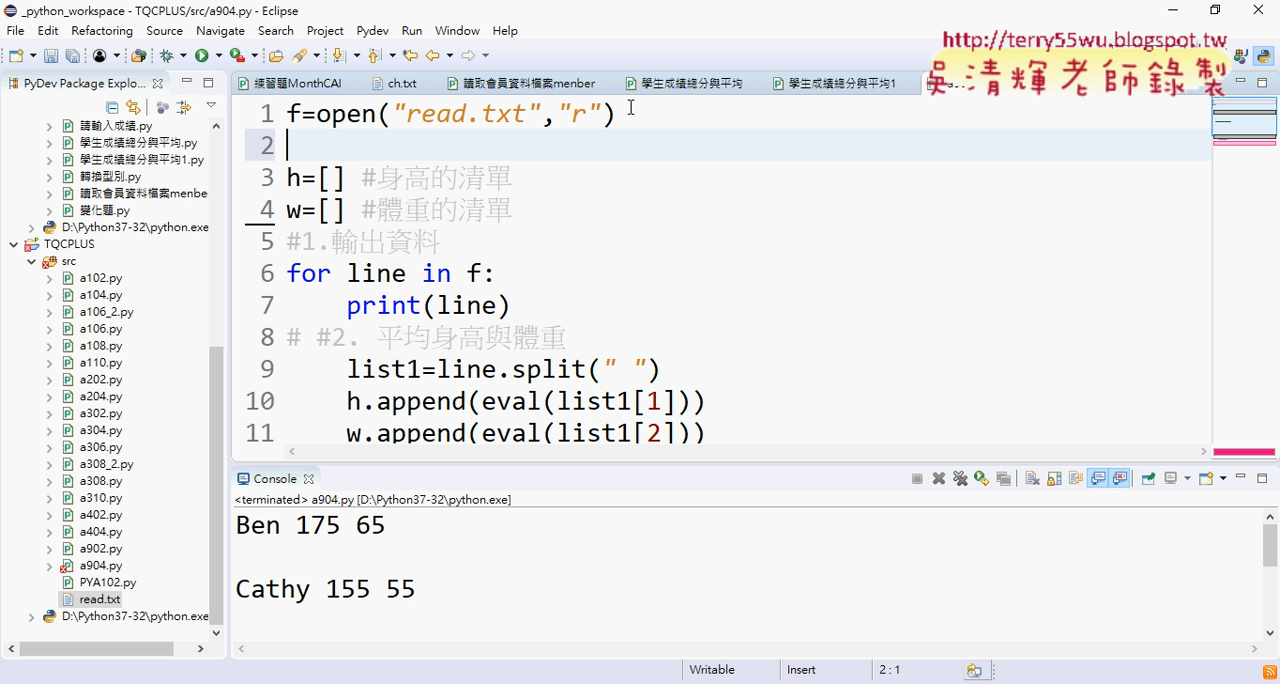 _python_workspace - TQCPLUS/src/a904.py - Eclipse
File Edit Refactoring Source Navigate Search Project Pydev Run Window Help
http://terry55wu.blogspot.tw
吳清輝老師錄製
PyDev Package Explo...
練習題MonthCAl
ch.txt
讀取會員資料檔案menber
學生成績總分與平均
學生成績總分與平均1
請輸入成績.py
學生成績總分與平均.py
學生成績總分與平均1.py
轉換型別.py
讀取會員資料檔案menbe
變化題.py
D:\Python37-32\python.exe
TQCPLUS
src
a102.py
a104.py
a106_2.py
a106.py
a108.py
a110.py
a202.py
a204.py
a302.py
a304.py
a306.py
a308_2.py
a308.py
a310.py
a402.py
a404.py
a902.py
a904.py
PYA102.py
read.txt
D:\Python37-32\python.exe
1 f=open("read.txt","r")
2
3 h=[] #身高的清單
4 w=[] #體重的清單
5 #1.輸出資料
6 for line in f:
7 print(line)
8 # #2. 平均身高與體重
9 list1=line.split(" ")
10 h.append(eval(list1[1]))
11 w.append(eval(list1[2]))
Console
<terminated> a904.py [D:\Python37-32\python.exe]
Ben 175 65
Cathy 155 55
Writable Insert 2 : 1